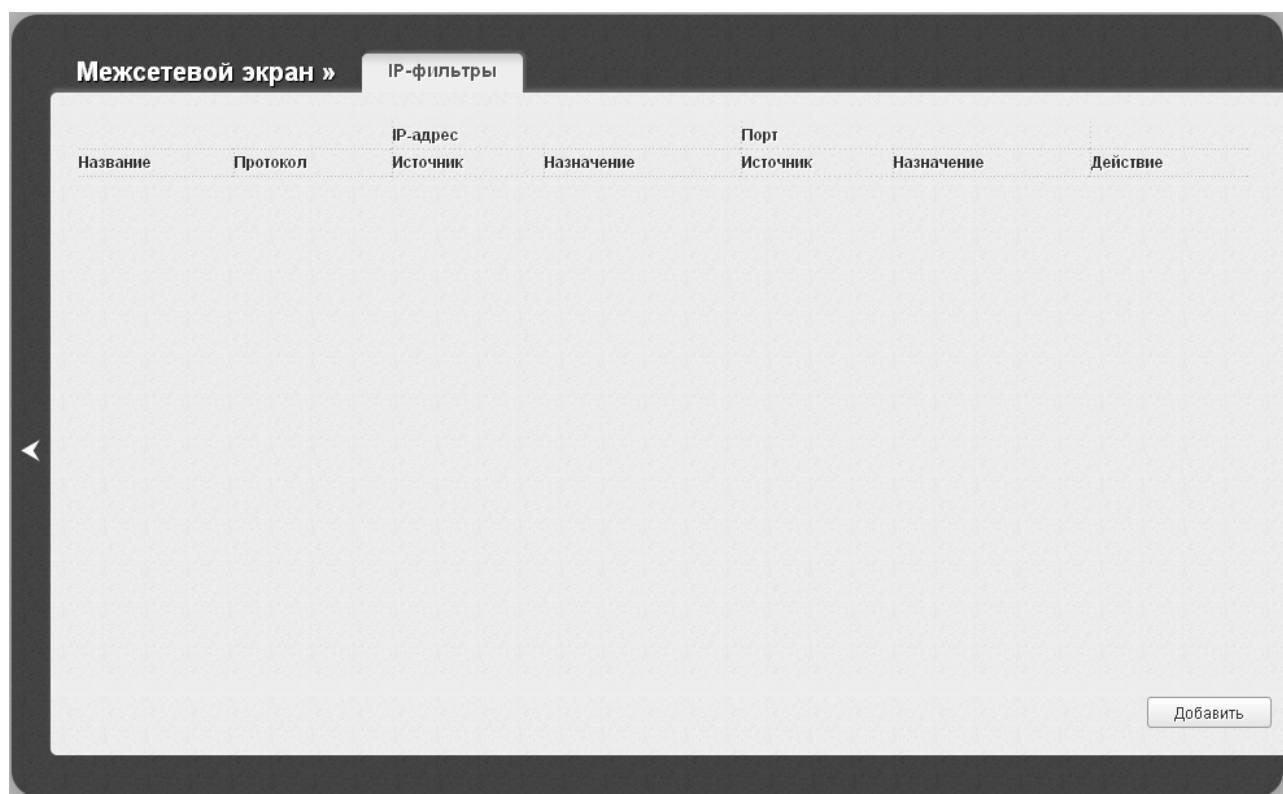 Межсетевой экран » IP-фильтры
IP-адрес Порт
Название Протокол Источник Назначение Источник Назначение Действие
Добавить